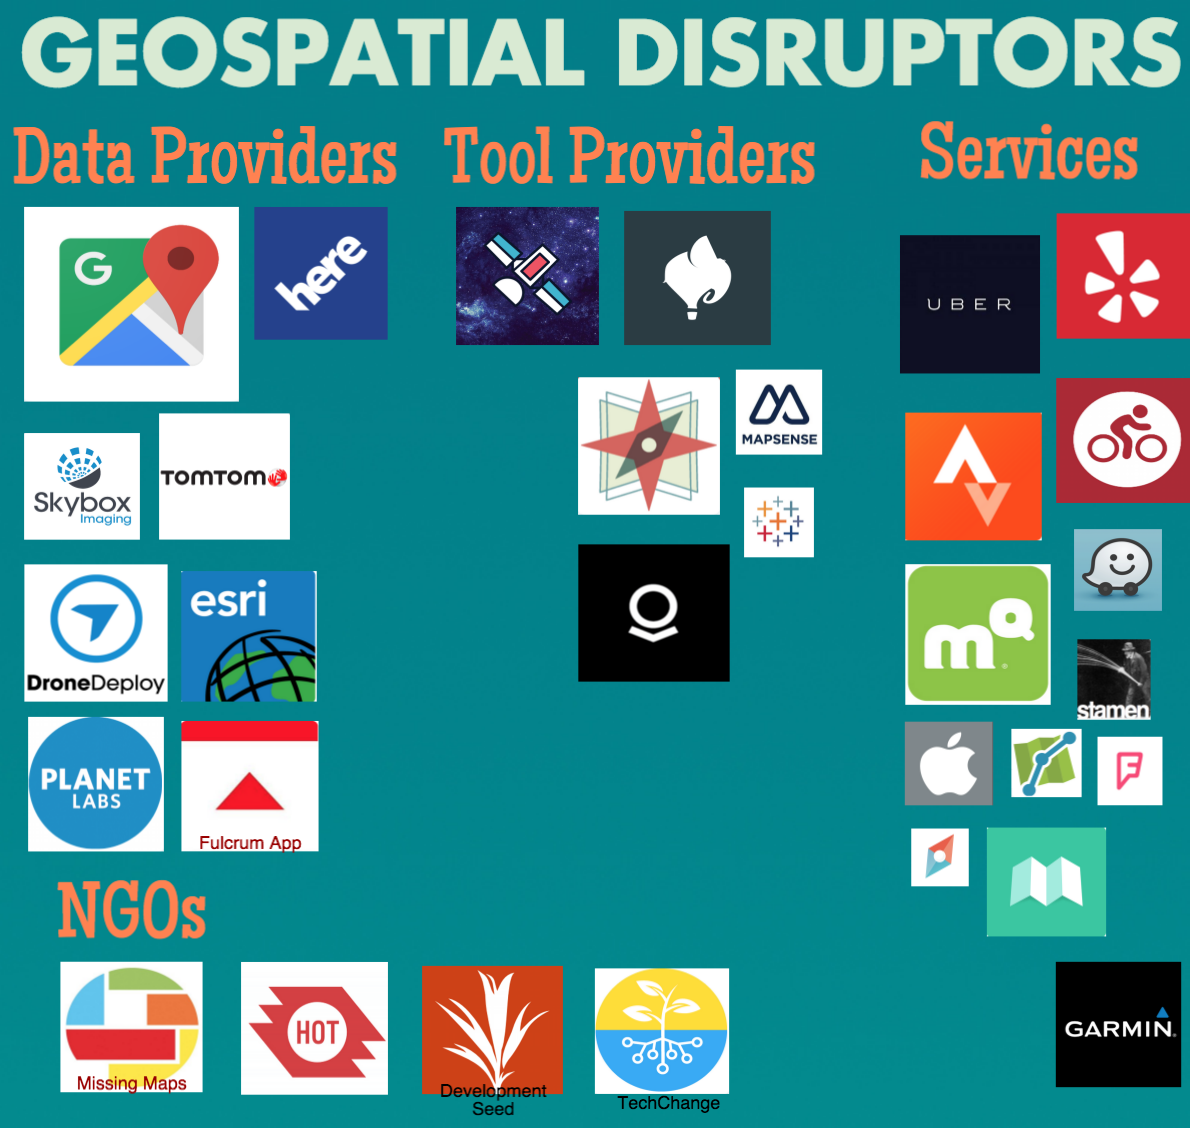 GEOSPATIAL DISRUPTORS
Data Providers
Tool Providers
Services
G
here
UBER
Skybox
Imaging
TOMTOM
MAPSENSE
DroneDeploy
esri
mQ
stamen
PLANET
LABS
Fulcrum App
F
NGOs
Missing Maps
HOT
Development
Seed
TechChange
GARMIN